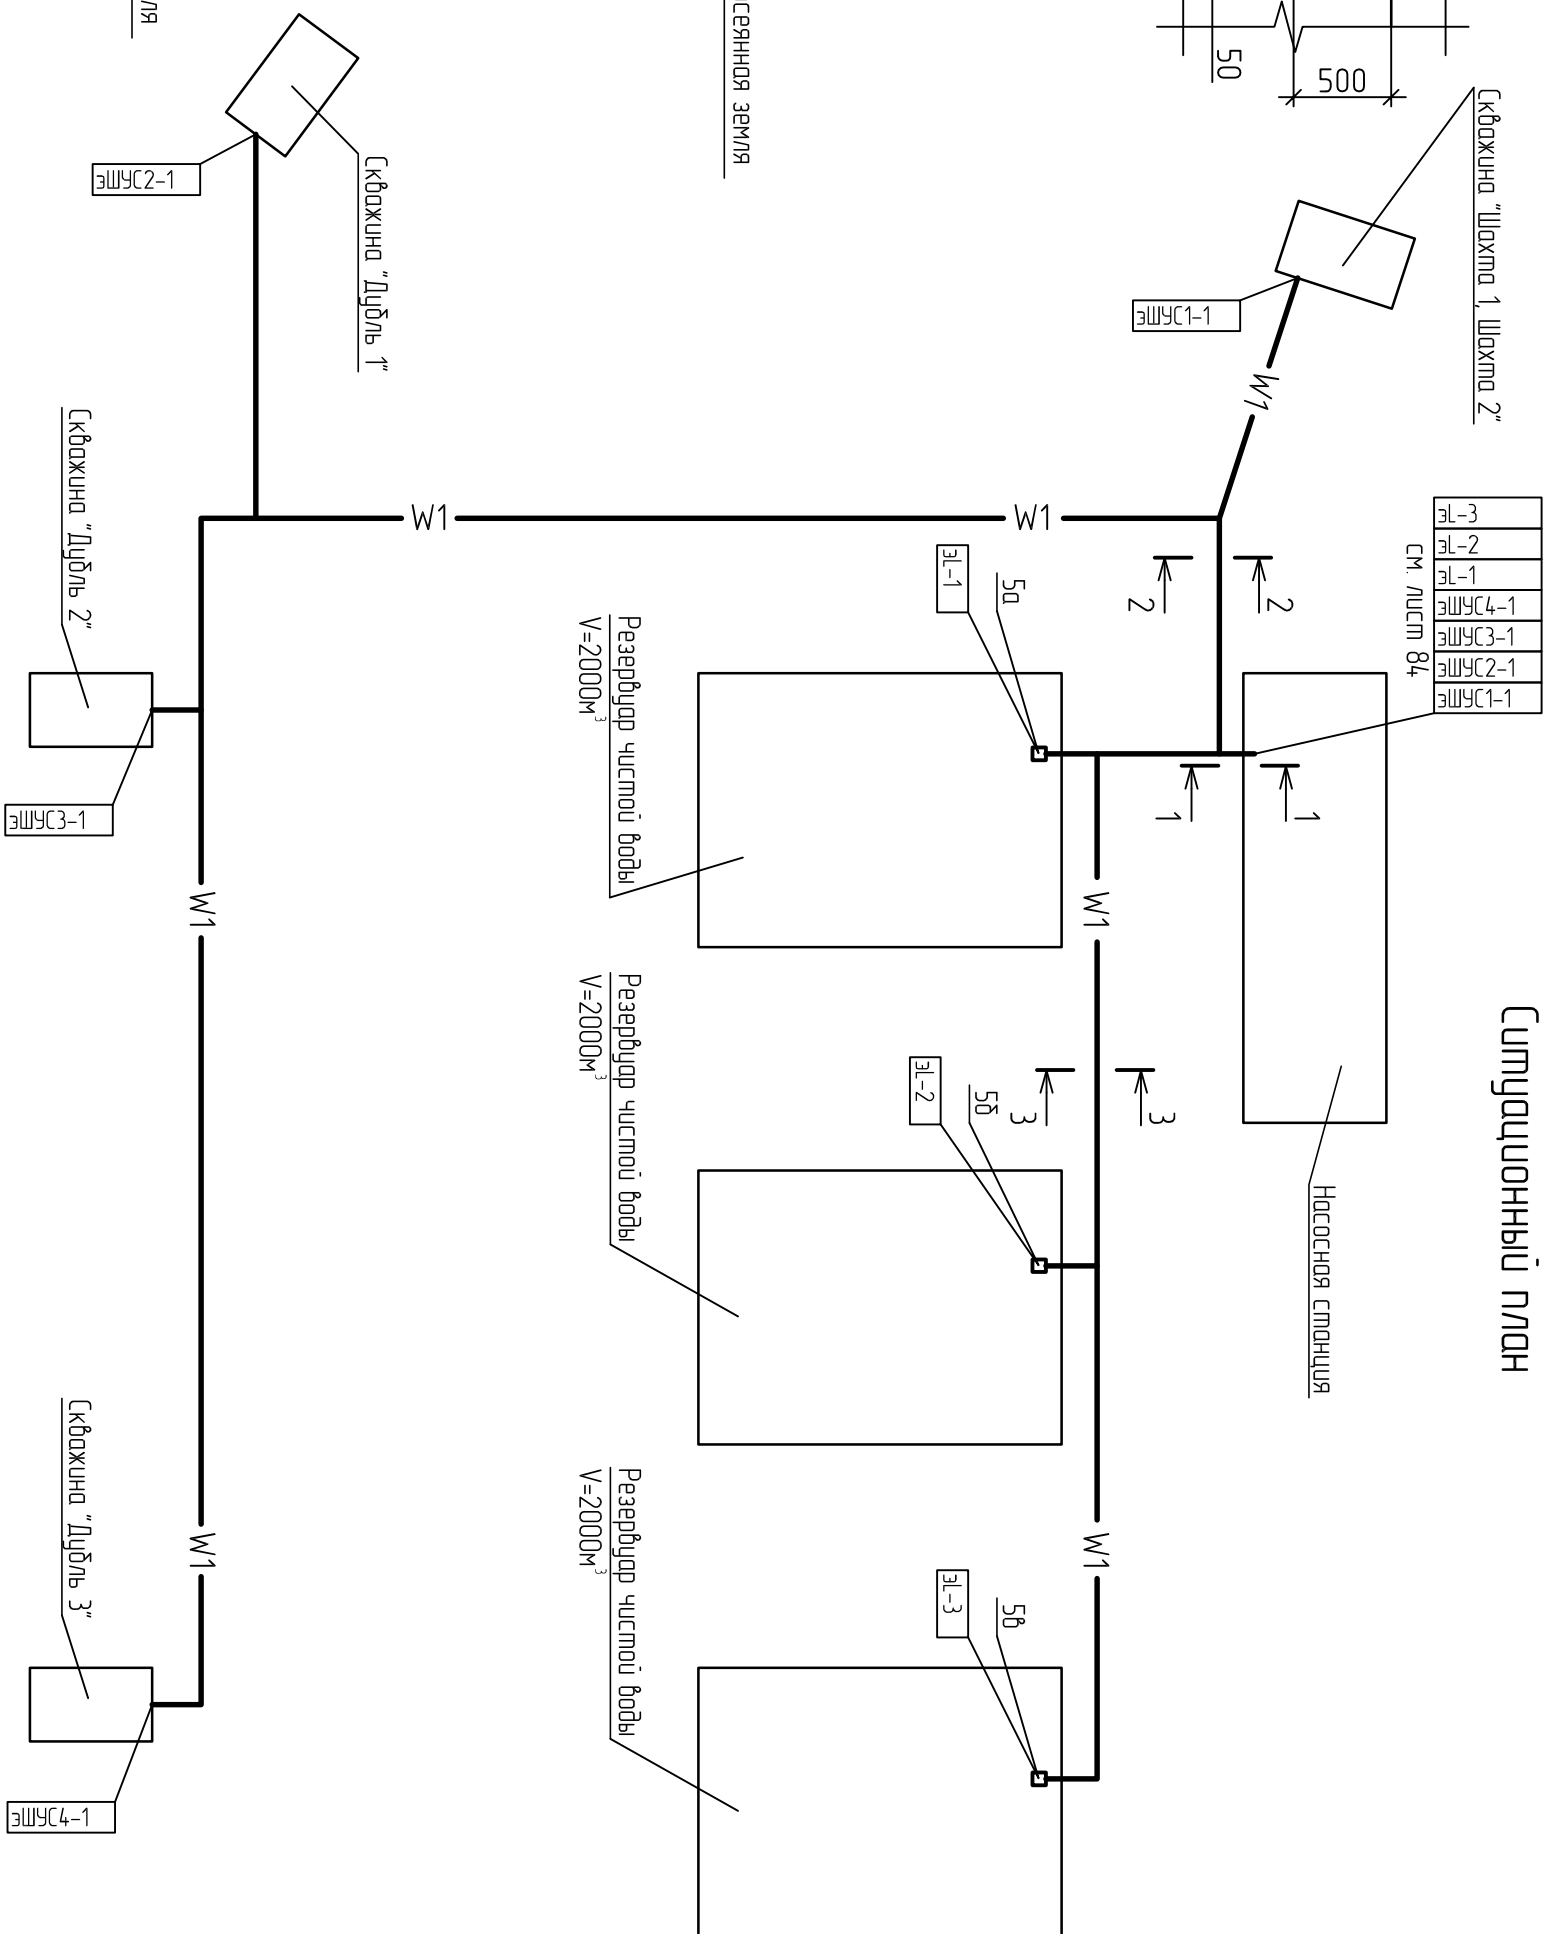 Ситуационный план
50
500
Скважина "Шахта 1, Шахта 2"
эШУС1-1
эL-3
эL-2
эL-1
эШУС4-1
эШУС3-1
эШУС2-1
эШУС1-1
см. лист 84
W1
W1
W1
2
2
1
1
3
3
Насосная станция
5а
эL-1
Резервуар чистой воды
V=2000м³
W1
5б
эL-2
Резервуар чистой воды
V=2000м³
W1
5в
эL-3
Резервуар чистой воды
V=2000м³
Скважина "Дубль 1"
эШУС2-1
Скважина "Дубль 2"
эШУС3-1
W1
W1
Скважина "Дубль 3"
эШУС4-1
земля